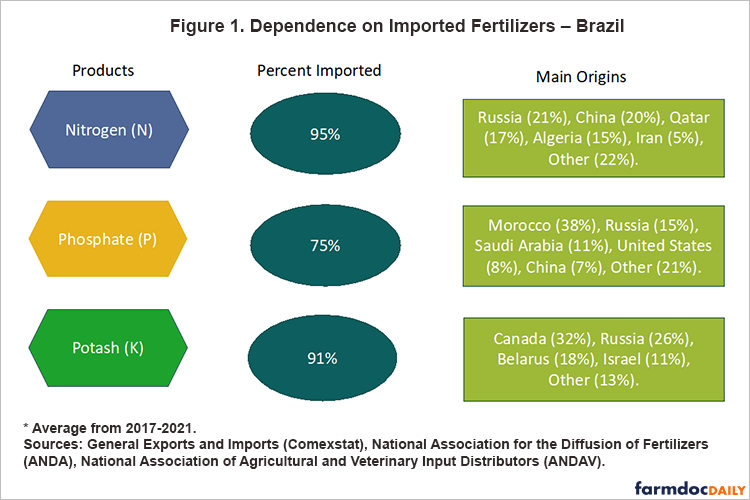 Figure 1. Dependence on Imported Fertilizers – Brazil
Products
Percent Imported
Main Origins
Nitrogen (N)
95%
Russia (21%), China (20%), Qatar
(17%), Algeria (15%), Iran (5%),
Other (22%).
Phosphate (P)
75%
Morocco (38%), Russia (15%),
Saudi Arabia (11%), United States
(8%), China (7%), Other (21%).
Potash (K)
91%
Canada (32%), Russia (26%),
Belarus (18%), Israel (11%),
Other (13%).
* Average from 2017-2021.
Sources: General Exports and Imports (Comexstat), National Association for the Diffusion of Fertilizers
(ANDA), National Association of Agricultural and Veterinary Input Distributors (ANDAV).
farmdocDAILY